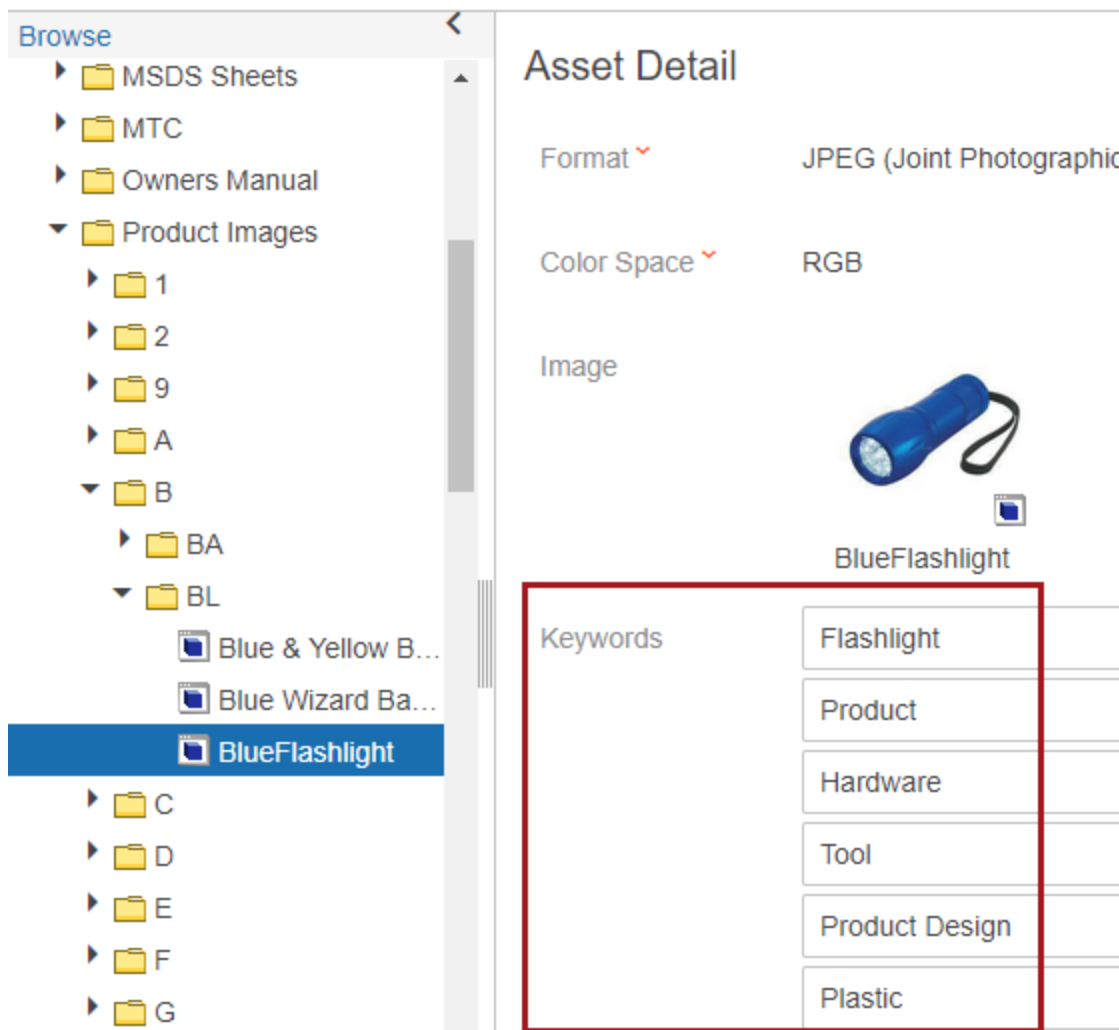 Browse
MSDS Sheets
MTC
Owners Manual
Product Images
1
2
9
A
B
BA
BL
Blue & Yellow B...
Blue Wizard Ba...
BlueFlashlight
C
D
E
F
G
Asset Detail
Format JPEG (Joint Photographic
Color Space RGB
Image
BlueFlashlight
Keywords
Flashlight
Product
Hardware
Tool
Product Design
Plastic